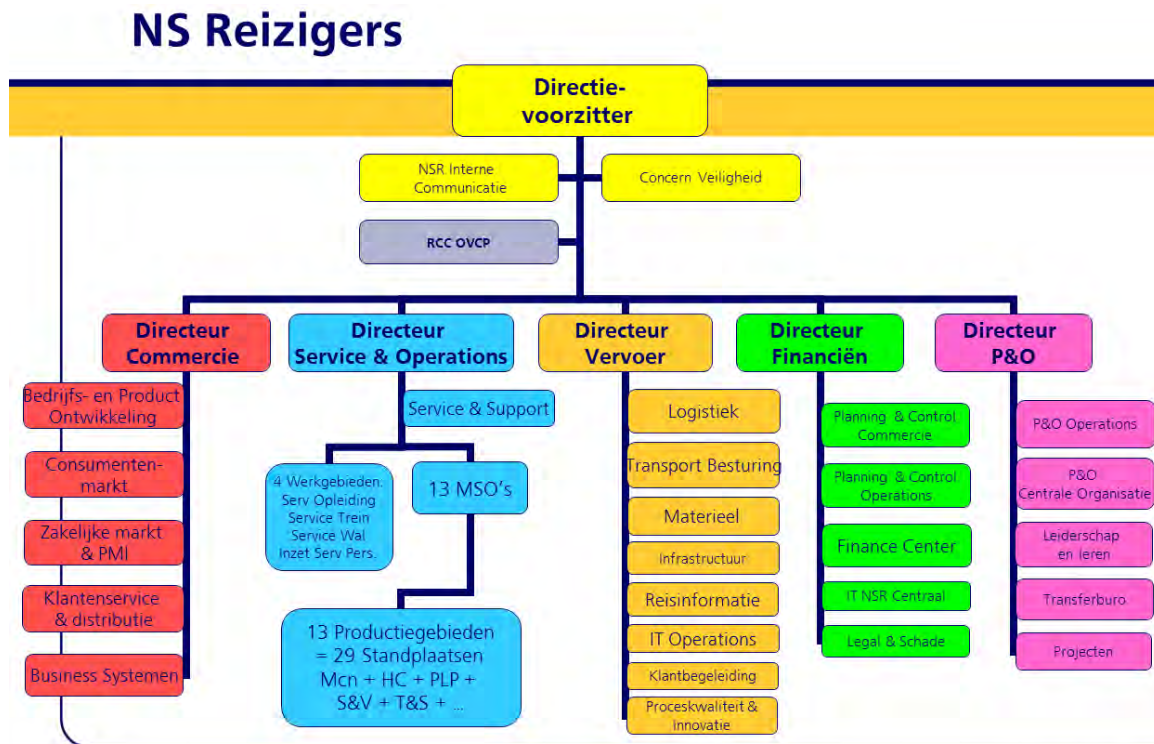 NS Reizigers
Directie-
voorzitter
NSR Interne
Communicatie
Concern Veiligheid
RCC OVCP
Directeur
Commercie
Directeur
Service & Operations
Directeur
Vervoer
Directeur
Financiën
Directeur
P&O
Bedrijfs- en Product
Ontwikkeling
Consumenten-
markt
Zakelijke markt
& PMI
Klantenservice
& distributie
Business Systemen
Service & Support
4 Werkgebieden.
Serv Opleiding
Service Trein
Service Wal
Inzet Serv Pers.
13 MSO's
13 Productiegebieden
= 29 Standplaatsen
Mcn + HC + PLP +
S&V + T&S + ...
Logistiek
Transport Besturing
Materieel
Infrastructuur
Reisinformatie
IT Operations
Klantbegeleiding
Proceskwaliteit &
Innovatie
Planning & Control.
Commercie
Planning & Control.
Operations
Finance Center
IT NSR Centraal
Legal & Schade
P&O Operations
P&O
Centrale Organisatie
Leiderschap
en leren
Transferburo
Projecten